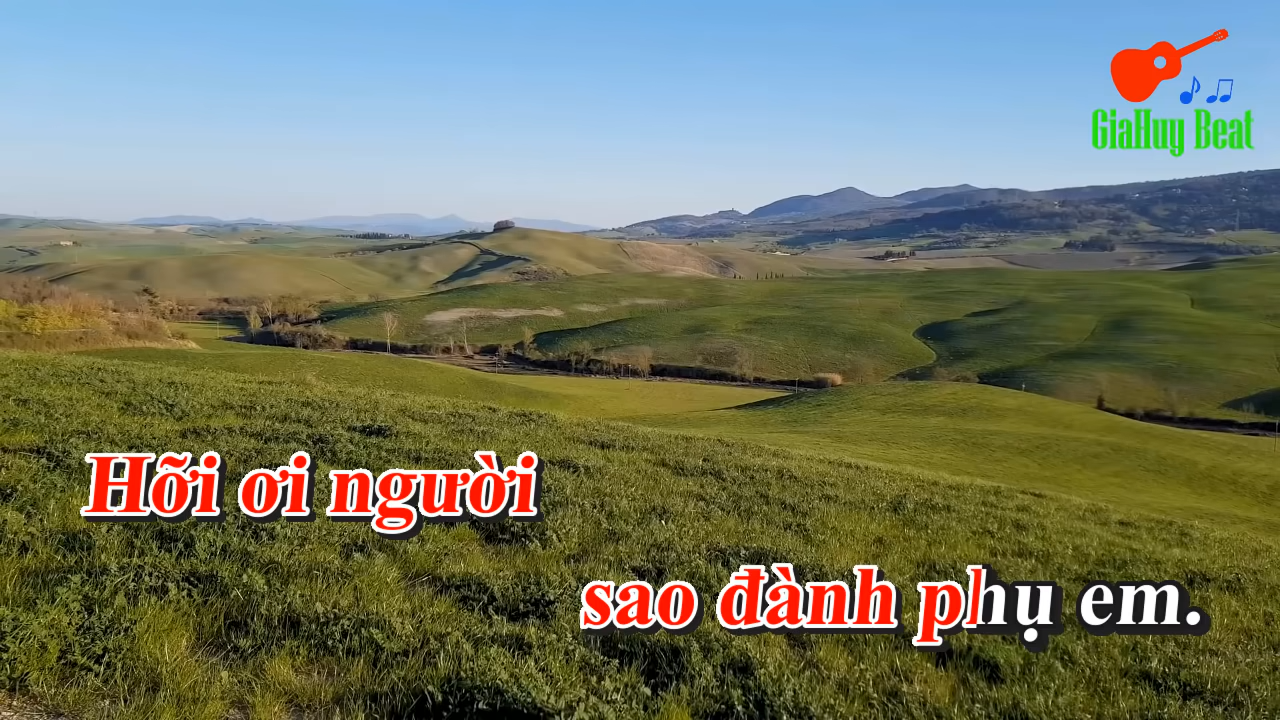 GiaHuy Beat
Hỡi ơi người
sao đành phụ em.